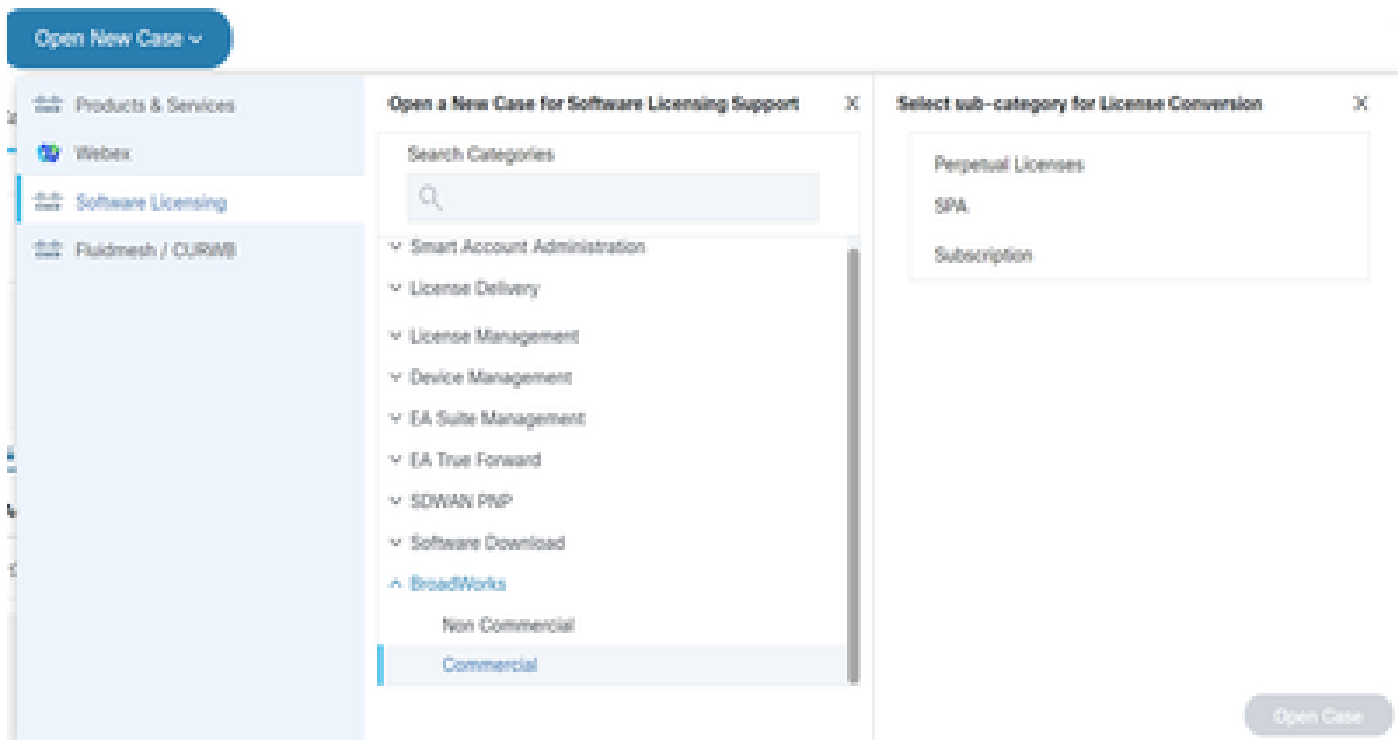 Open New Case
Products & Services
Webex
Software Licensing
Fluidmesh / CURWB
Open a New Case for Software Licensing Support
Search Categories
Smart Account Administration
License Delivery
License Management
Device Management
EA Suite Management
EA True Forward
SDWAN PNP
Software Download
BroadWorks
Non Commercial
Commercial
Select sub-category for License Conversion
Perpetual Licenses
SPA
Subscription
Open Case